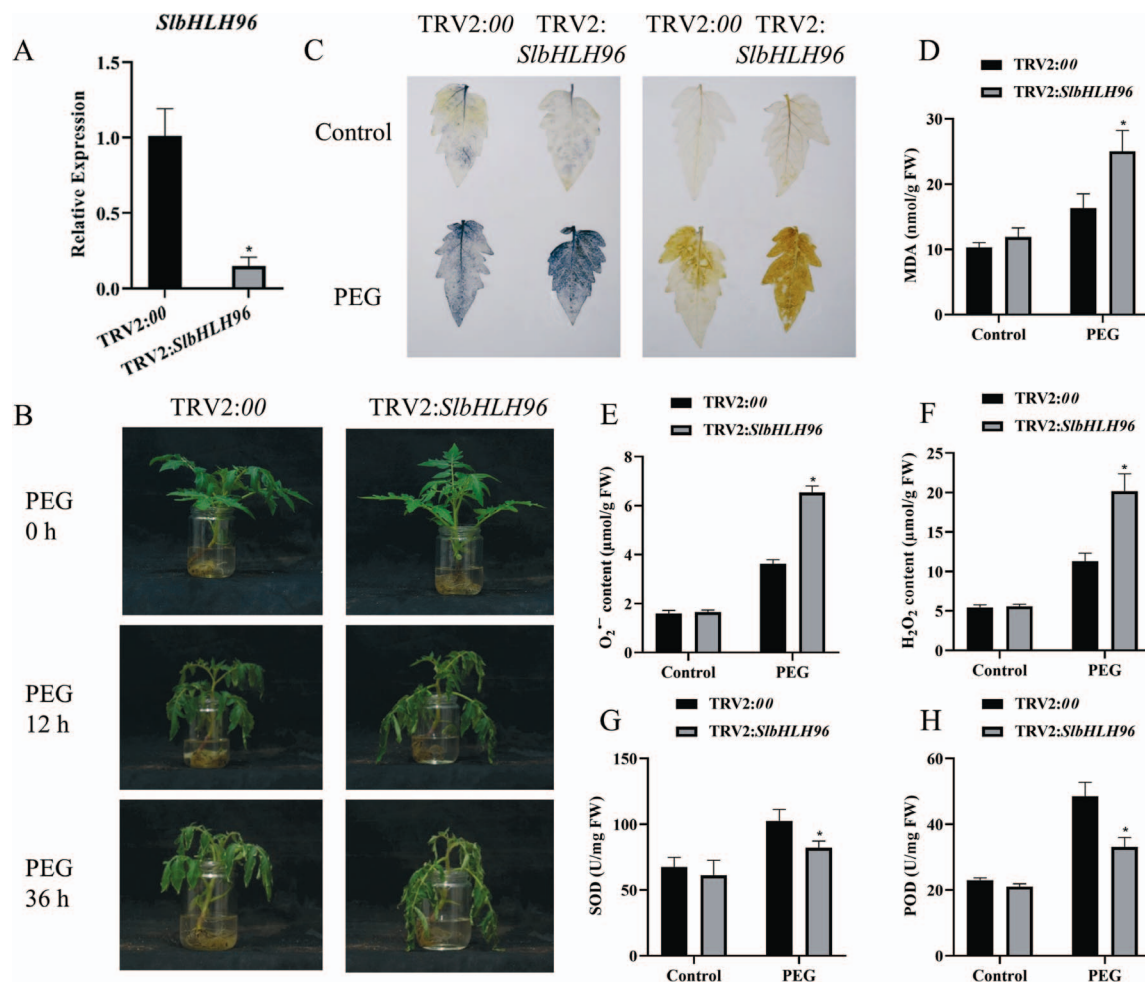 A
SlbHLH96
Relative Expression
1.5
1.0
0.5
0.0
*
TRV2:00
TRV2:SlbHLH96
C
TRV2:00
TRV2:
SlbHLH96
TRV2:00
TRV2:
SlbHLH96
Control
PEG
D
TRV2:00
TRV2:SlbHLH96
MDA (nmol/g FW)
30
20
10
0
*
Control
PEG
B
TRV2:00
TRV2:SlbHLH96
PEG
0 h
PEG
12 h
PEG
36 h
E
TRV2:00
TRV2:SlbHLH96
O₂•− content (μmol/g FW)
8
6
4
2
0
*
Control
PEG
F
TRV2:00
TRV2:SlbHLH96
H₂O₂ content (μmol/g FW)
25
20
15
10
5
0
*
Control
PEG
G
TRV2:00
TRV2:SlbHLH96
SOD (U/mg FW)
150
100
50
0
*
Control
PEG
H
TRV2:00
TRV2:SlbHLH96
POD (U/mg FW)
60
40
20
0
*
Control
PEG